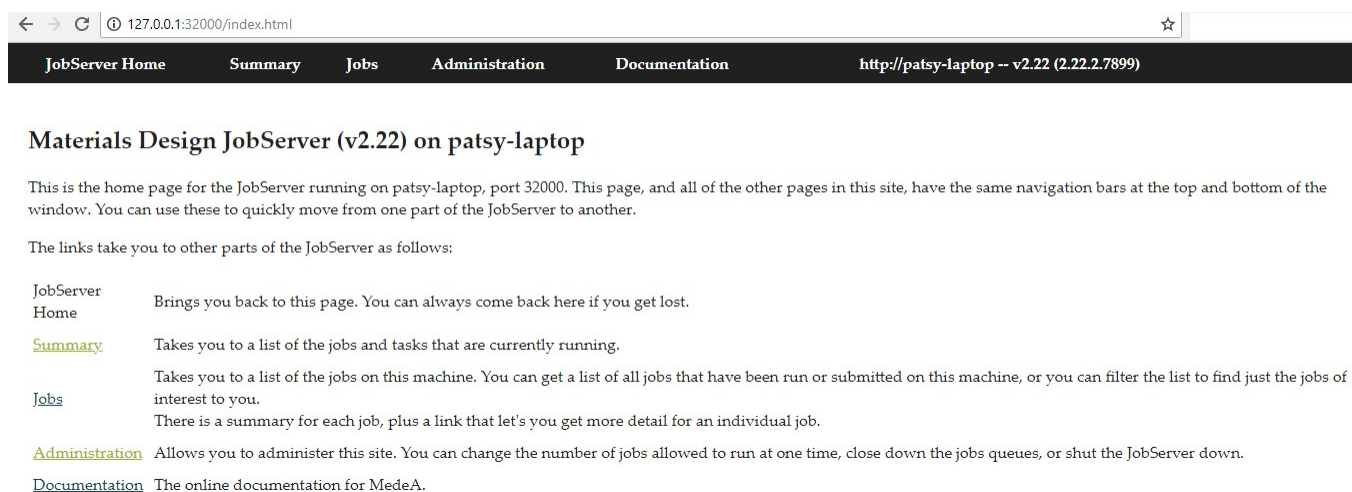 127.0.0.1:32000/index.html
JobServer Home Summary Jobs Administration Documentation http://patsy-laptop -- v2.22 (2.22.2.7899)
Materials Design JobServer (v2.22) on patsy-laptop
This is the home page for the JobServer running on patsy-laptop, port 32000. This page, and all of the other pages in this site, have the same navigation bars at the top and bottom of the
window. You can use these to quickly move from one part of the JobServer to another.
The links take you to other parts of the JobServer as follows:
JobServer
Home
Brings you back to this page. You can always come back here if you get lost.
Summary Takes you to a list of the jobs and tasks that are currently running.
Jobs
Takes you to a list of the jobs on this machine. You can get a list of all jobs that have been run or submitted on this machine, or you can filter the list to find just the jobs of
interest to you.
There is a summary for each job, plus a link that let's you get more detail for an individual job.
Administration Allows you to administer this site. You can change the number of jobs allowed to run at one time, close down the jobs queues, or shut the JobServer down.
Documentation The online documentation for MedeA.